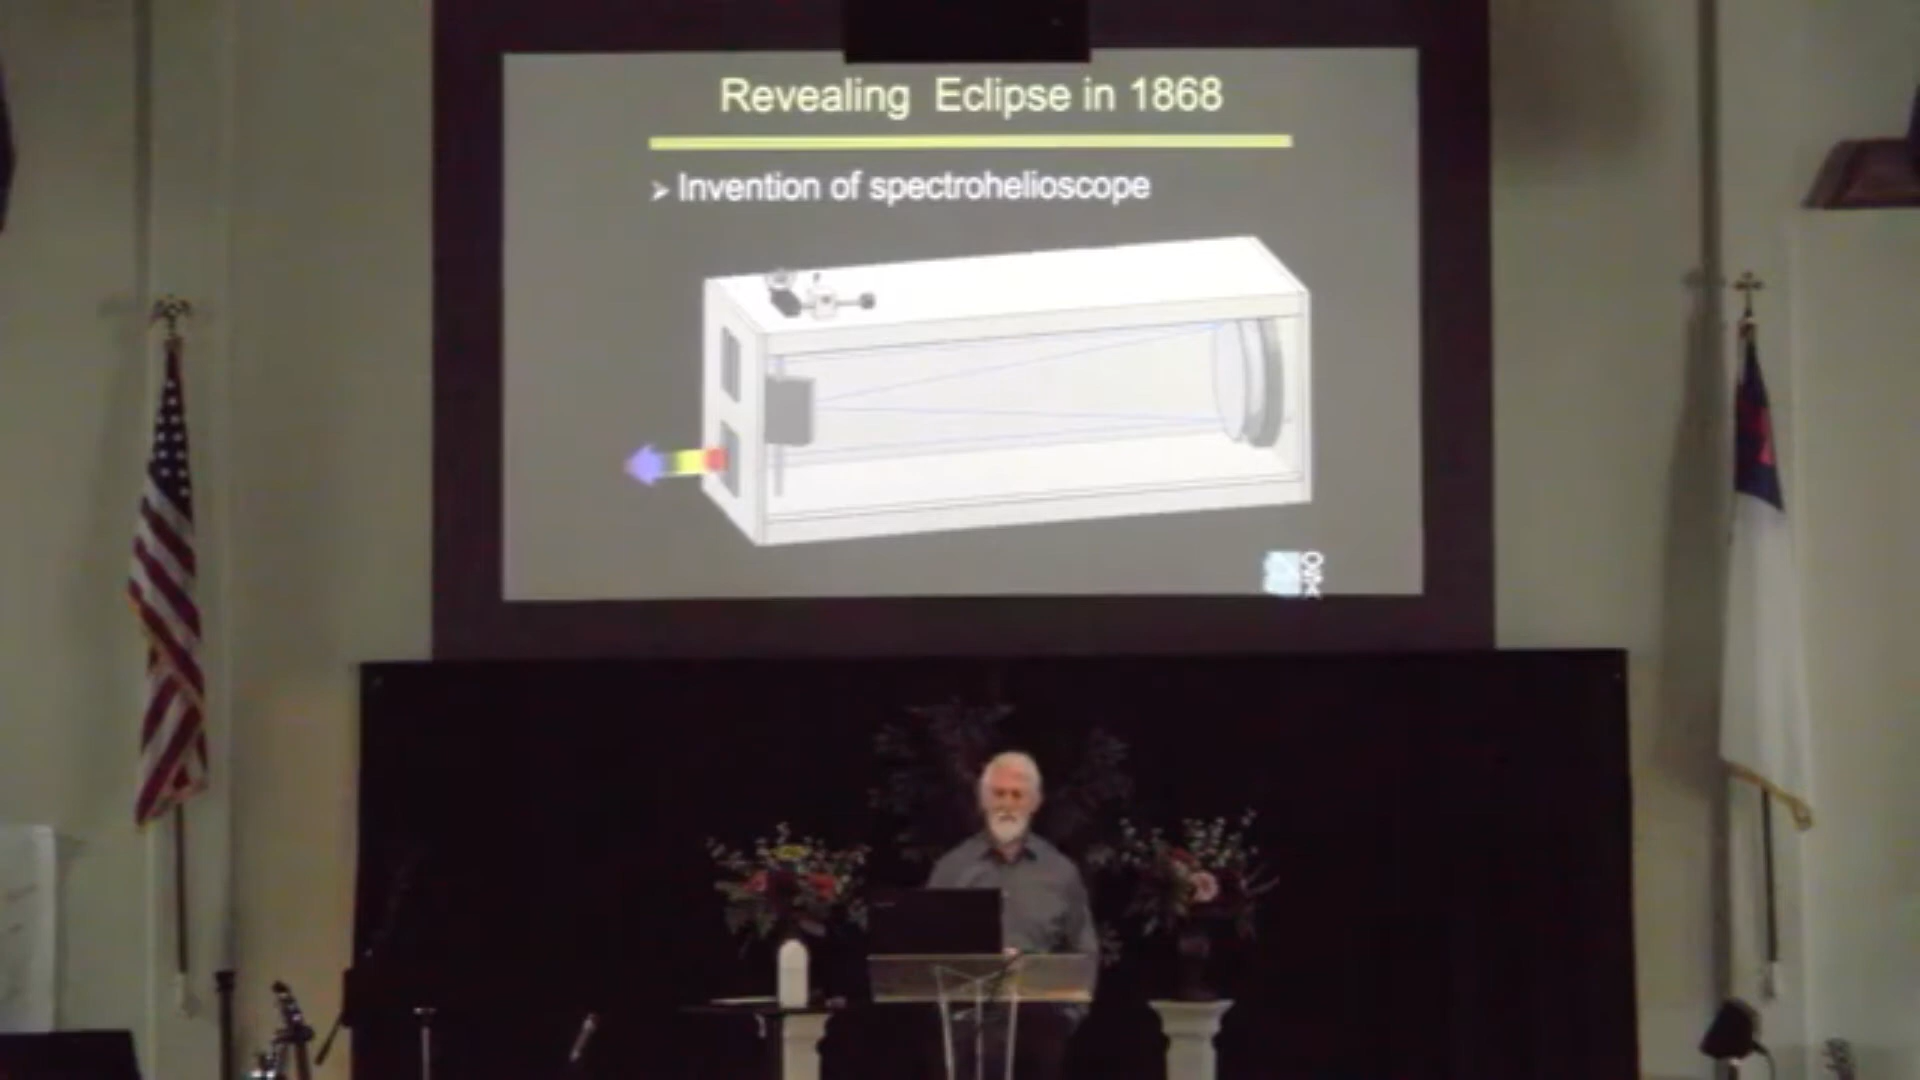 Revealing Eclipse in 1868
➢ Invention of spectrohelioscope